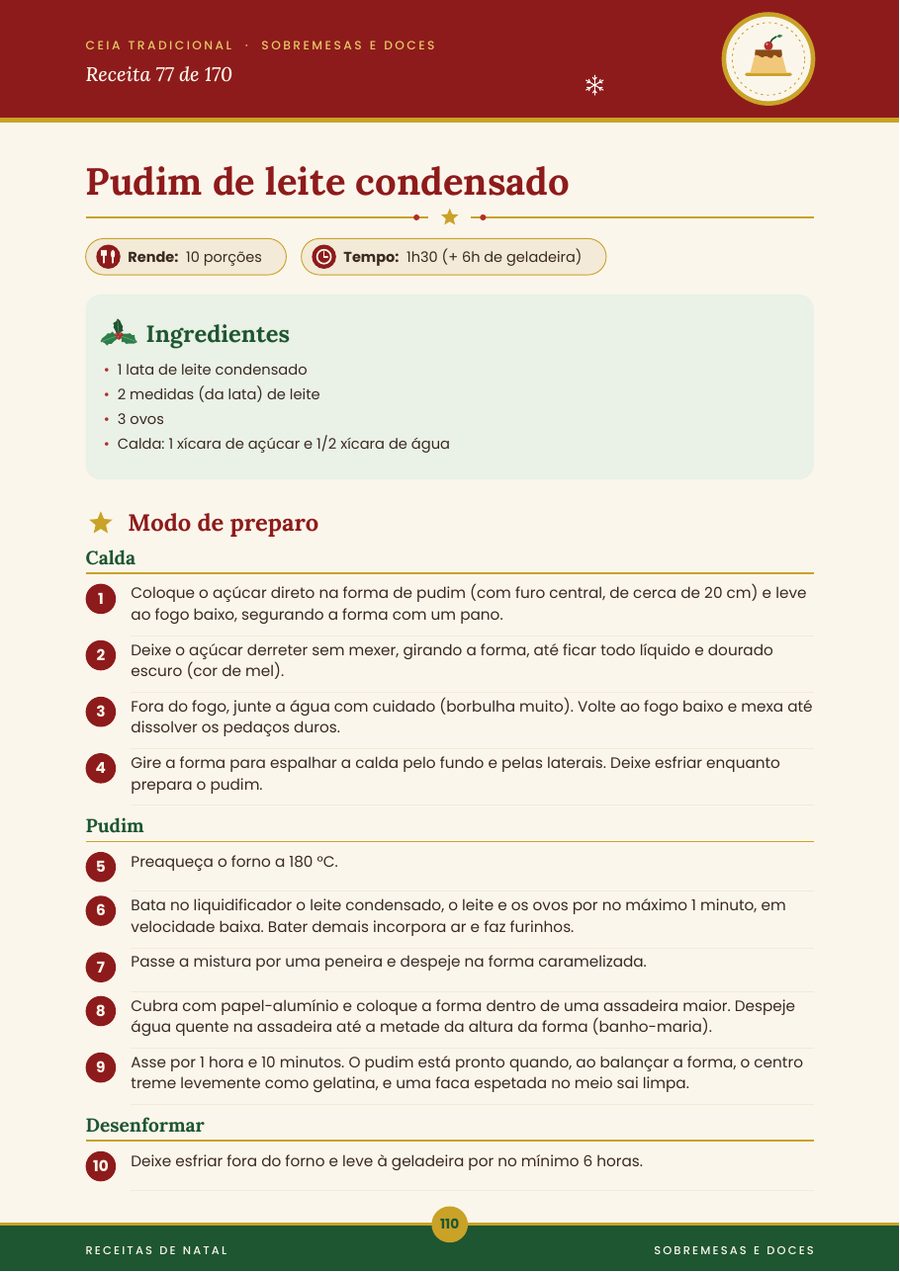 CEIA TRADICIONAL · SOBREMESAS E DOCES
Receita 77 de 170
Pudim de leite condensado
Rende: 10 porções
Tempo: 1h30 (+ 6h de geladeira)
Ingredientes
• 1 lata de leite condensado
• 2 medidas (da lata) de leite
• 3 ovos
• Calda: 1 xícara de açúcar e 1/2 xícara de água
Modo de preparo
Calda
1 Coloque o açúcar direto na forma de pudim (com furo central, de cerca de 20 cm) e leve
ao fogo baixo, segurando a forma com um pano.
2 Deixe o açúcar derreter sem mexer, girando a forma, até ficar todo líquido e dourado
escuro (cor de mel).
3 Fora do fogo, junte a água com cuidado (borbulha muito). Volte ao fogo baixo e mexa até
dissolver os pedaços duros.
4 Gire a forma para espalhar a calda pelo fundo e pelas laterais. Deixe esfriar enquanto
prepara o pudim.
Pudim
5 Preaqueça o forno a 180 °C.
6 Bata no liquidificador o leite condensado, o leite e os ovos por no máximo 1 minuto, em
velocidade baixa. Bater demais incorpora ar e faz furinhos.
7 Passe a mistura por uma peneira e despeje na forma caramelizada.
8 Cubra com papel-alumínio e coloque a forma dentro de uma assadeira maior. Despeje
água quente na assadeira até a metade da altura da forma (banho-maria).
9 Asse por 1 hora e 10 minutos. O pudim está pronto quando, ao balançar a forma, o centro
treme levemente como gelatina, e uma faca espetada no meio sai limpa.
Desenformar
10 Deixe esfriar fora do forno e leve à geladeira por no mínimo 6 horas.
110
RECEITAS DE NATAL
SOBREMESAS E DOCES